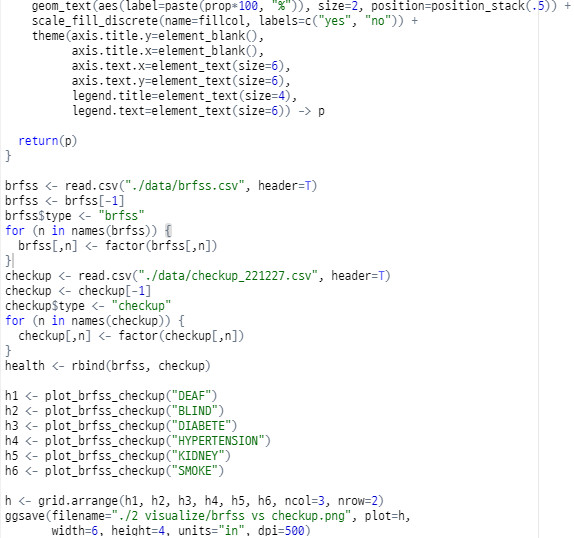 geom_text(aes(label=paste(prop*100, "%")), size=2, position=position_stack(.5)) +
scale_fill_discrete(name=fillcol, labels=c("yes", "no")) +
theme(axis.title.y=element_blank(),
axis.title.x=element_blank(),
axis.text.x=element_text(size=6),
axis.text.y=element_text(size=6),
legend.title=element_text(size=4),
legend.text=element_text(size=6)) -> p
return(p)
}
brfss <- read.csv("./data/brfss.csv", header=T)
brfss <- brfss[-1]
brfss$type <- "brfss"
for (n in names(brfss)) {
brfss[,n] <- factor(brfss[,n])
}
checkup <- read.csv("./data/checkup_221227.csv", header=T)
checkup <- checkup[-1]
checkup$type <- "checkup"
for (n in names(checkup)) {
checkup[,n] <- factor(checkup[,n])
}
health <- rbind(brfss, checkup)
h1 <- plot_brfss_checkup("DEAF")
h2 <- plot_brfss_checkup("BLIND")
h3 <- plot_brfss_checkup("DIABETE")
h4 <- plot_brfss_checkup("HYPERTENSION")
h5 <- plot_brfss_checkup("KIDNEY")
h6 <- plot_brfss_checkup("SMOKE")
h <- grid.arrange(h1, h2, h3, h4, h5, h6, ncol=3, nrow=2)
ggsave(filename="./2 visualize/brfss vs checkup.png", plot=h,
width=6, height=4, units="in", dpi=500)